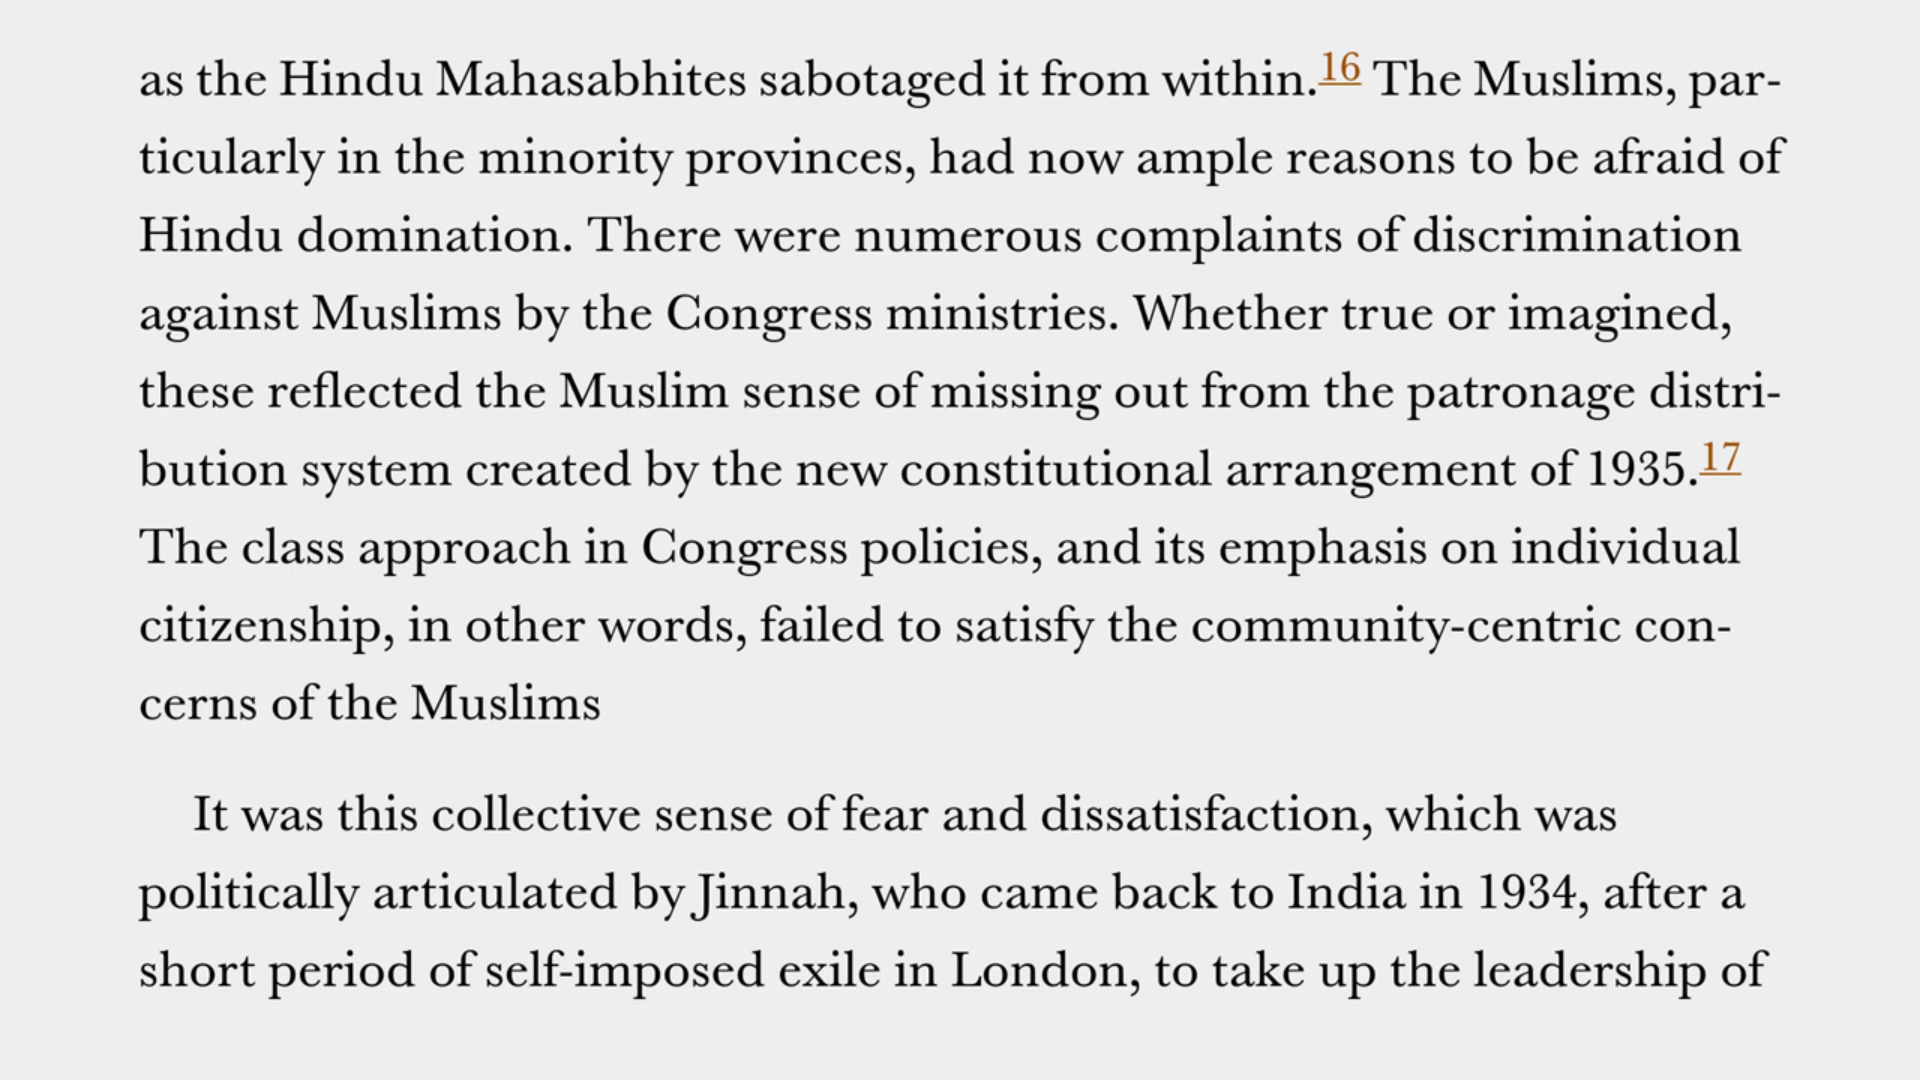 as the Hindu Mahasabhites sabotaged it from within.16 The Muslims, par-
ticularly in the minority provinces, had now ample reasons to be afraid of
Hindu domination. There were numerous complaints of discrimination
against Muslims by the Congress ministries. Whether true or imagined,
these reflected the Muslim sense of missing out from the patronage distri-
bution system created by the new constitutional arrangement of 1935.17
The class approach in Congress policies, and its emphasis on individual
citizenship, in other words, failed to satisfy the community-centric con-
cerns of the Muslims
It was this collective sense of fear and dissatisfaction, which was
politically articulated by Jinnah, who came back to India in 1934, after a
short period of self-imposed exile in London, to take up the leadership of